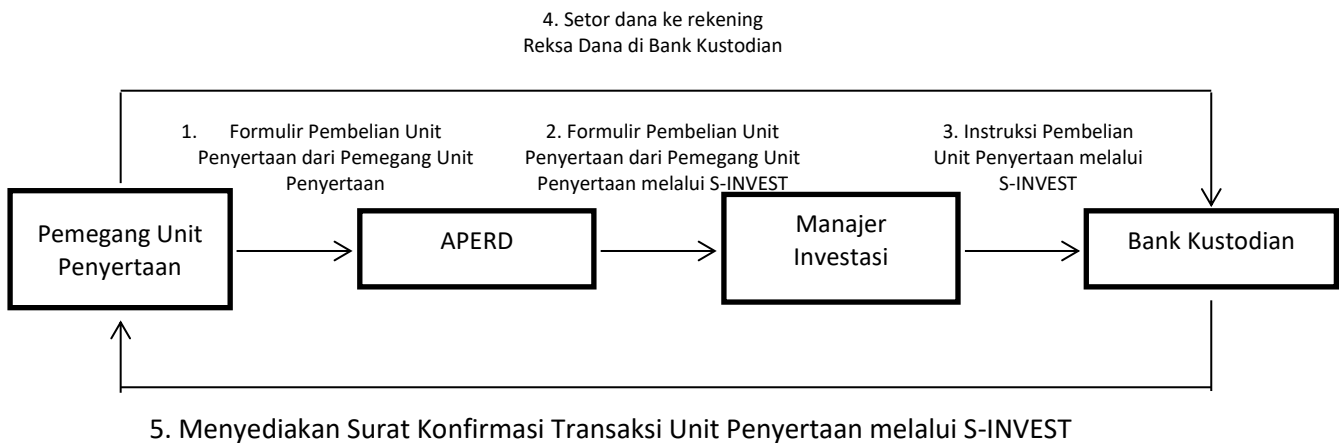 4. Setor dana ke rekening
Reksa Dana di Bank Kustodian
1. Formulir Pembelian Unit
Penyertaan dari Pemegang Unit
Penyertaan
2. Formulir Pembelian Unit
Penyertaan dari Pemegang Unit
Penyertaan melalui S-INVEST
3. Instruksi Pembelian
Unit Penyertaan melalui
S-INVEST
Pemegang Unit
Penyertaan
APERD
Manajer
Investasi
Bank Kustodian
5. Menyediakan Surat Konfirmasi Transaksi Unit Penyertaan melalui S-INVEST